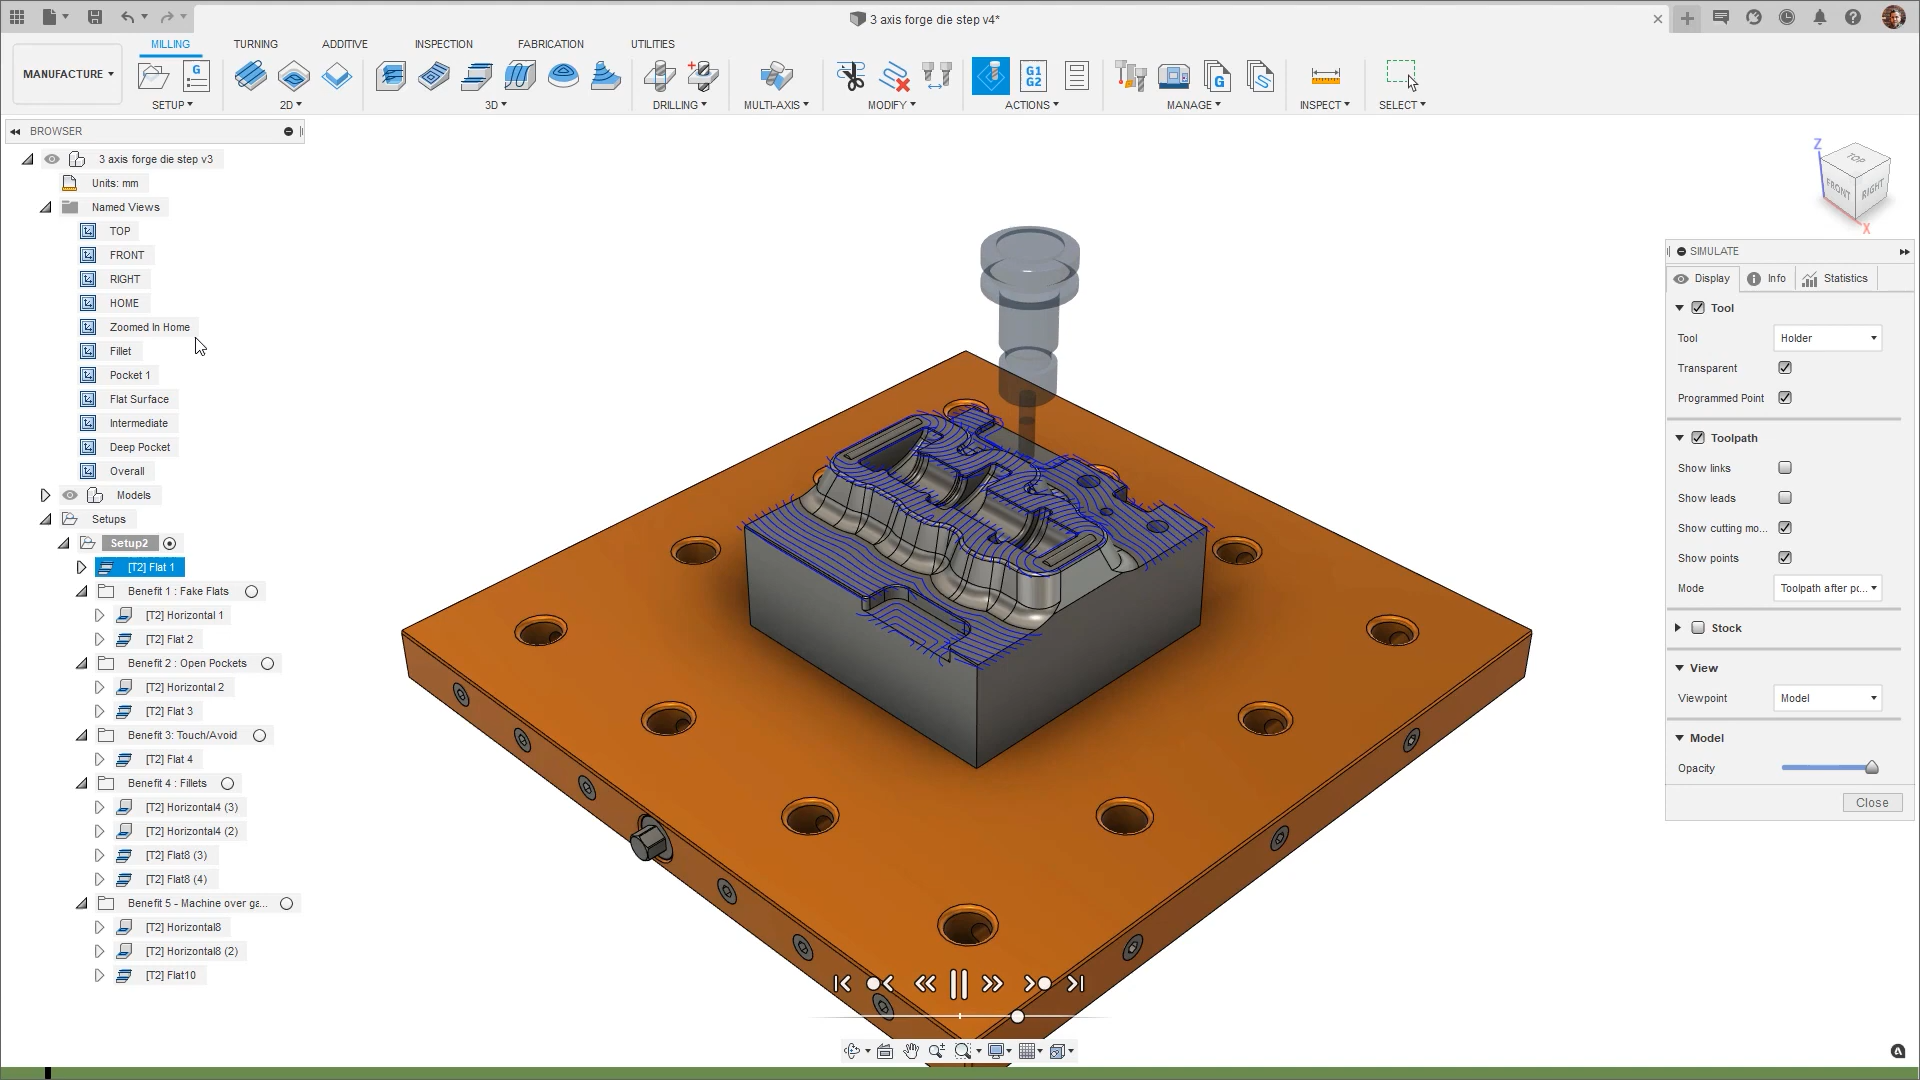 3 axis forge die step v4*
MILLING TURNING ADDITIVE INSPECTION FABRICATION UTILITIES
MANUFACTURE
G
G1
G2
G
SETUP 2D 3D DRILLING MULTI-AXIS MODIFY ACTIONS MANAGE INSPECT SELECT
BROWSER
3 axis forge die step v3
Units: mm
Named Views
TOP
FRONT
RIGHT
HOME
Zoomed In Home
Fillet
Pocket 1
Flat Surface
Intermediate
Deep Pocket
Overall
Models
Setups
Setup2
[T2] Flat 1
Benefit 1 : Fake Flats
[T2] Horizontal 1
[T2] Flat 2
Benefit 2 : Open Pockets
[T2] Horizontal 2
[T2] Flat 3
Benefit 3: Touch/Avoid
[T2] Flat 4
Benefit 4 : Fillets
[T2] Horizontal4 (3)
[T2] Horizontal4 (2)
[T2] Flat8 (3)
[T2] Flat8 (4)
Benefit 5 - Machine over ga...
[T2] Horizontal8
[T2] Horizontal8 (2)
[T2] Flat10
Z
TOP
FRONT
RIGHT
X
SIMULATE
Display Info Statistics
Tool
Tool Holder
Transparent
Programmed Point
Toolpath
Show links
Show leads
Show cutting mo...
Show points
Mode Toolpath after po...
Stock
View
Viewpoint Model
Model
Opacity
Close